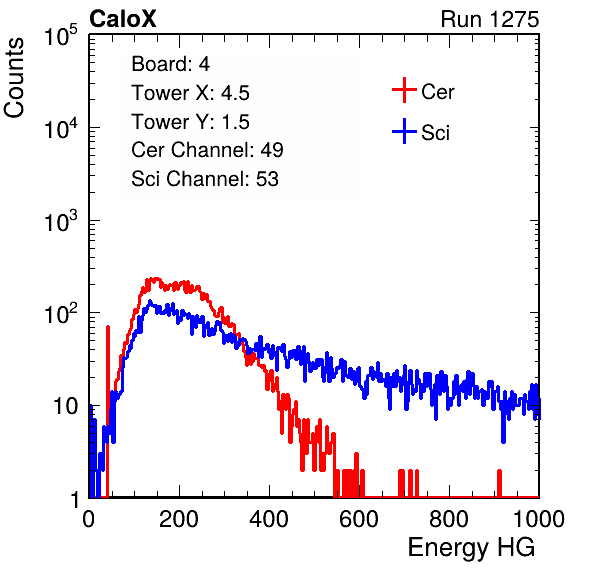 CaloX Run 1275
Counts
10^5
10^4
10^3
10^2
10
1
Board: 4
Tower X: 4.5
Tower Y: 1.5
Cer Channel: 49
Sci Channel: 53
Cer
Sci
0 200 400 600 800 1000
Energy HG